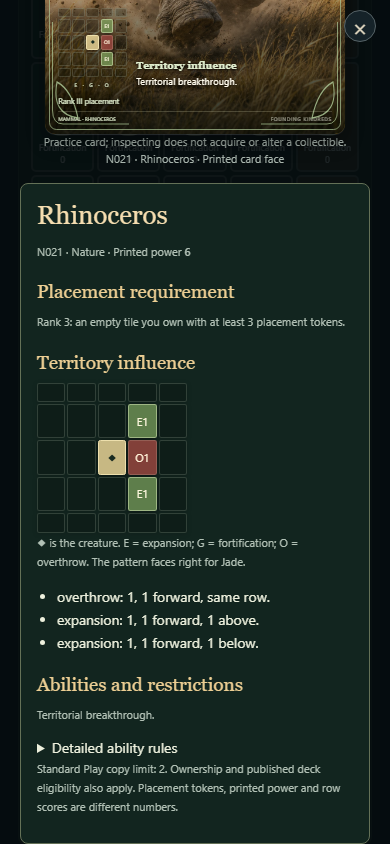 E1
◆ O1
E1
E · G · O
Territory influence
Territorial breakthrough.
Rank III placement
MAMMAL · RHINOCEROS
FOUNDING KINDREDS
Practice card; inspecting does not acquire or alter a collectible.
N021 · Rhinoceros · Printed card face
Rhinoceros
N021 · Nature · Printed power 6
Placement requirement
Rank 3: an empty tile you own with at least 3 placement tokens.
Territory influence
E1
◆ O1
E1
◆ is the creature. E = expansion; G = fortification; O =
overthrow. The pattern faces right for Jade.
• overthrow: 1, 1 forward, same row.
• expansion: 1, 1 forward, 1 above.
• expansion: 1, 1 forward, 1 below.
Abilities and restrictions
Territorial breakthrough.
▶ Detailed ability rules
Standard Play copy limit: 2. Ownership and published deck
eligibility also apply. Placement tokens, printed power and row
scores are different numbers.